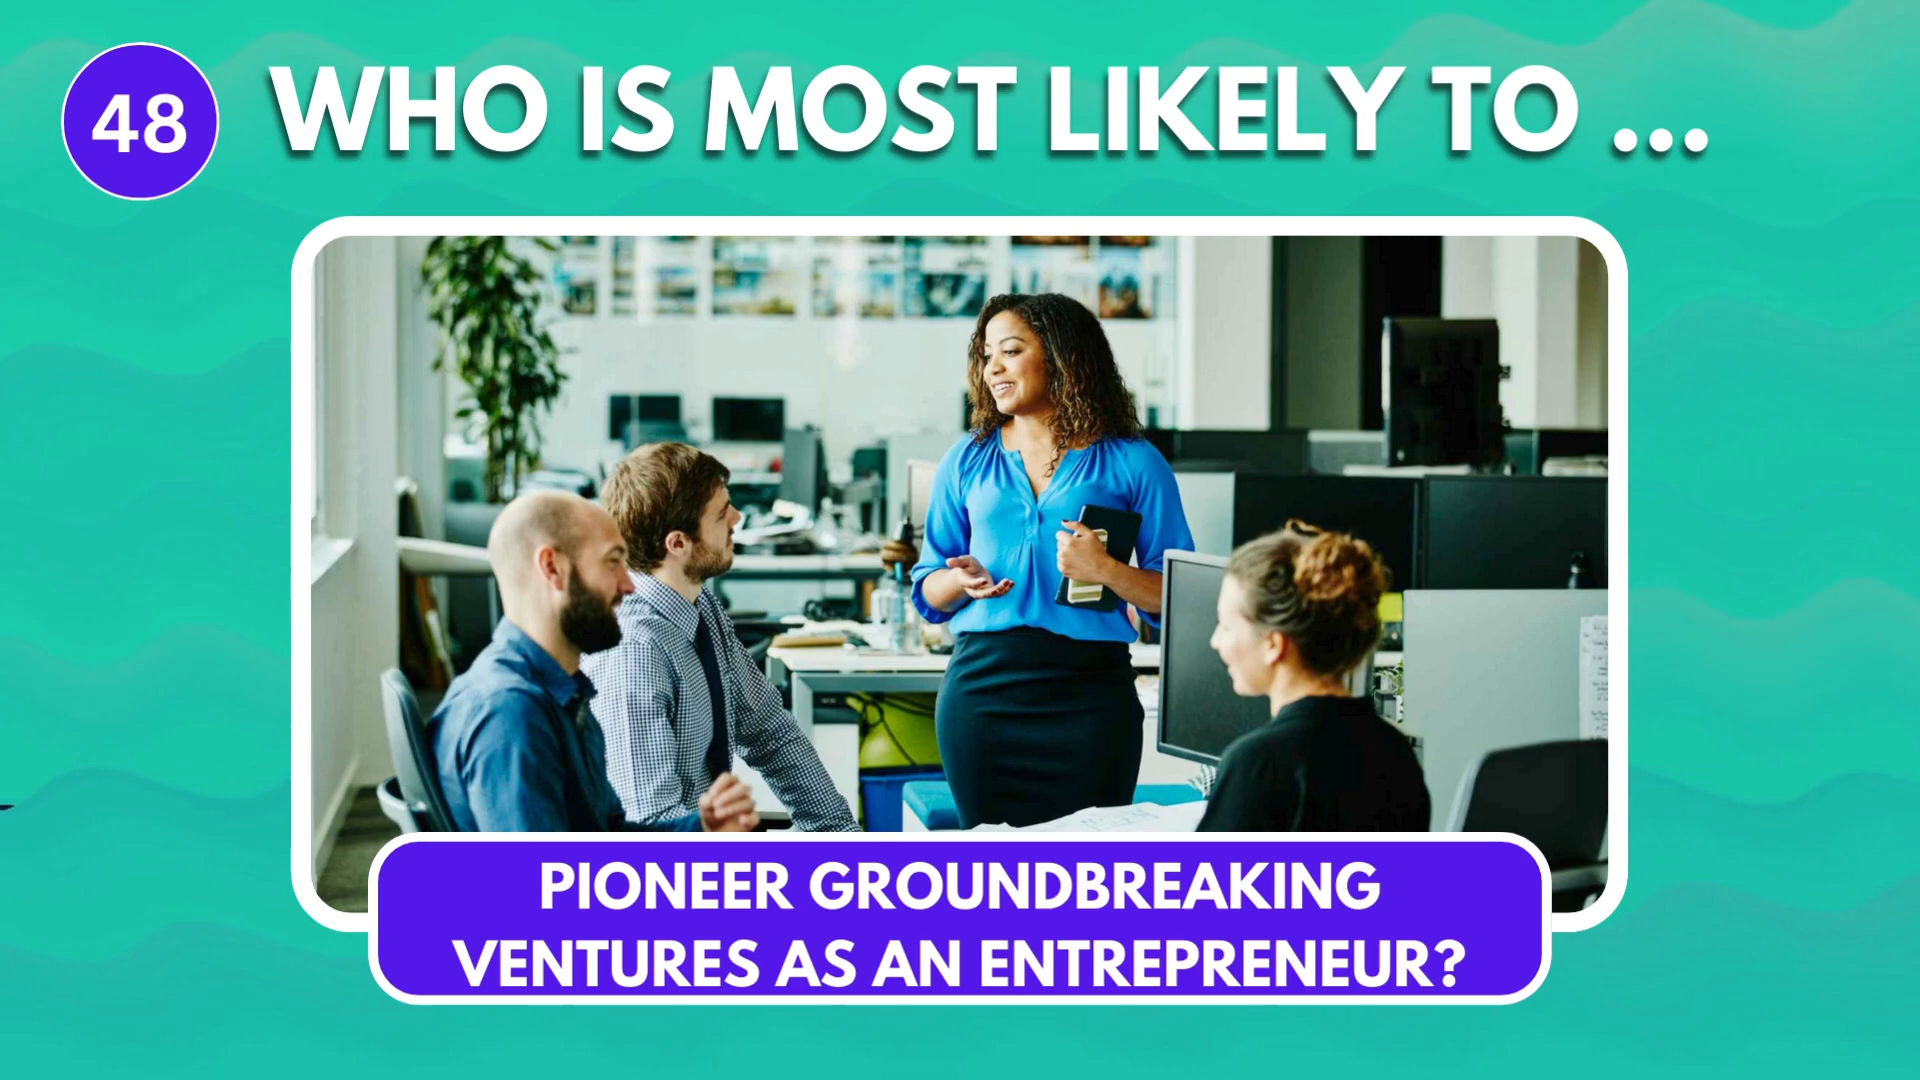 48
WHO IS MOST LIKELY TO ...
PIONEER GROUNDBREAKING
VENTURES AS AN ENTREPRENEUR?